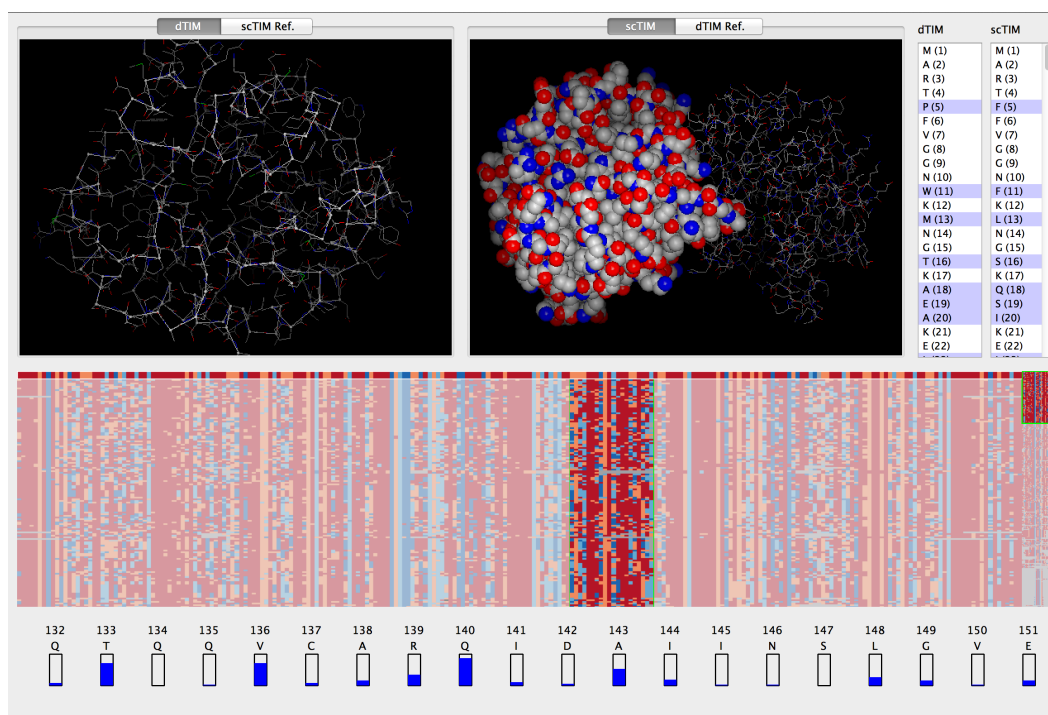 dTIM scTIM Ref. scTIM dTIM Ref.
dTIM scTIM
M (1) M (1)
A (2) A (2)
R (3) R (3)
T (4) T (4)
P (5) F (5)
F (6) F (6)
V (7) V (7)
G (8) G (8)
G (9) G (9)
N (10) N (10)
W (11) F (11)
K (12) K (12)
M (13) L (13)
N (14) N (14)
G (15) G (15)
T (16) S (16)
K (17) K (17)
A (18) Q (18)
E (19) S (19)
A (20) I (20)
K (21) K (21)
E (22) E (22)
132 133 134 135 136 137 138 139 140 141 142 143 144 145 146 147 148 149 150 151
Q T Q Q V C A R Q I D A I I N S L G V E